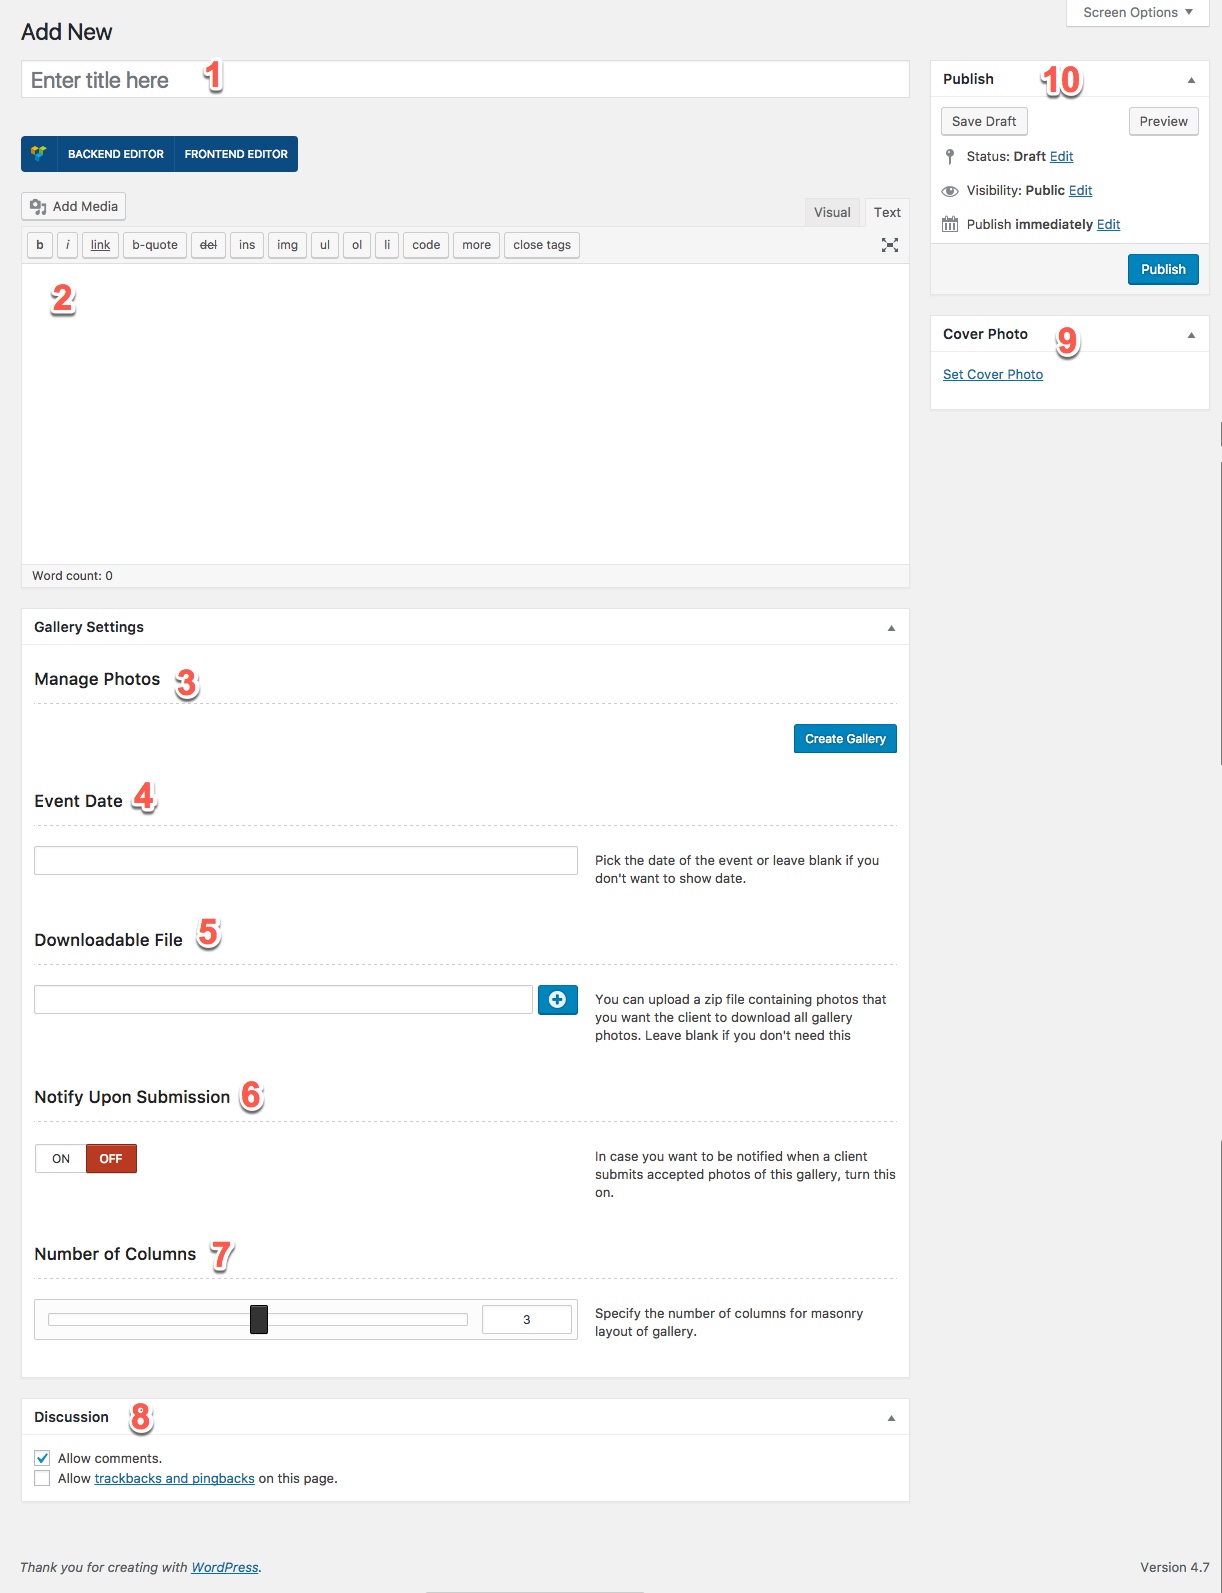 Screen Options
Add New
Enter title here 1
BACKEND EDITOR FRONTEND EDITOR
Add Media
Visual Text
b i link b-quote del ins img ul ol li code more close tags
2
Word count: 0
Gallery Settings
Manage Photos 3
Create Gallery
Event Date 4
Pick the date of the event or leave blank if you
don't want to show date.
Downloadable File 5
You can upload a zip file containing photos that
you want the client to download all gallery
photos. Leave blank if you don't need this
Notify Upon Submission 6
ON OFF
In case you want to be notified when a client
submits accepted photos of this gallery, turn this
on.
Number of Columns 7
3
Specify the number of columns for masonry
layout of gallery.
Discussion 8
Allow comments.
Allow trackbacks and pingbacks on this page.
Publish 10
Save Draft Preview
Status: Draft Edit
Visibility: Public Edit
Publish immediately Edit
Publish
Cover Photo 9
Set Cover Photo
Thank you for creating with WordPress.
Version 4.7